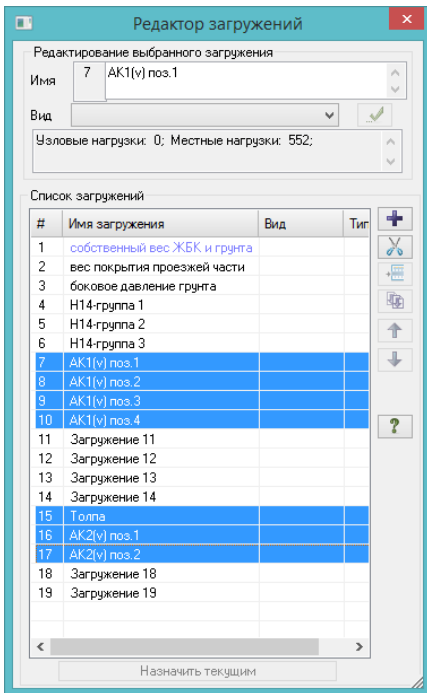 Редактор загружений
Редактирование выбранного загружения
Имя 7 АК1(v) поз.1
Вид
Узловые нагрузки: 0; Местные нагрузки: 552;
Список загружений
# Имя загружения Вид Тип
1 собственный вес ЖБК и грунта
2 вес покрытия проезжей части
3 боковое давление грунта
4 Н14-группа 1
5 Н14-группа 2
6 Н14-группа 3
7 АК1(v) поз.1
8 АК1(v) поз.2
9 АК1(v) поз.3
10 АК1(v) поз.4
11 Загружение 11
12 Загружение 12
13 Загружение 13
14 Загружение 14
15 Толпа
16 АК2(v) поз.1
17 АК2(v) поз.2
18 Загружение 18
19 Загружение 19
Назначить текущим